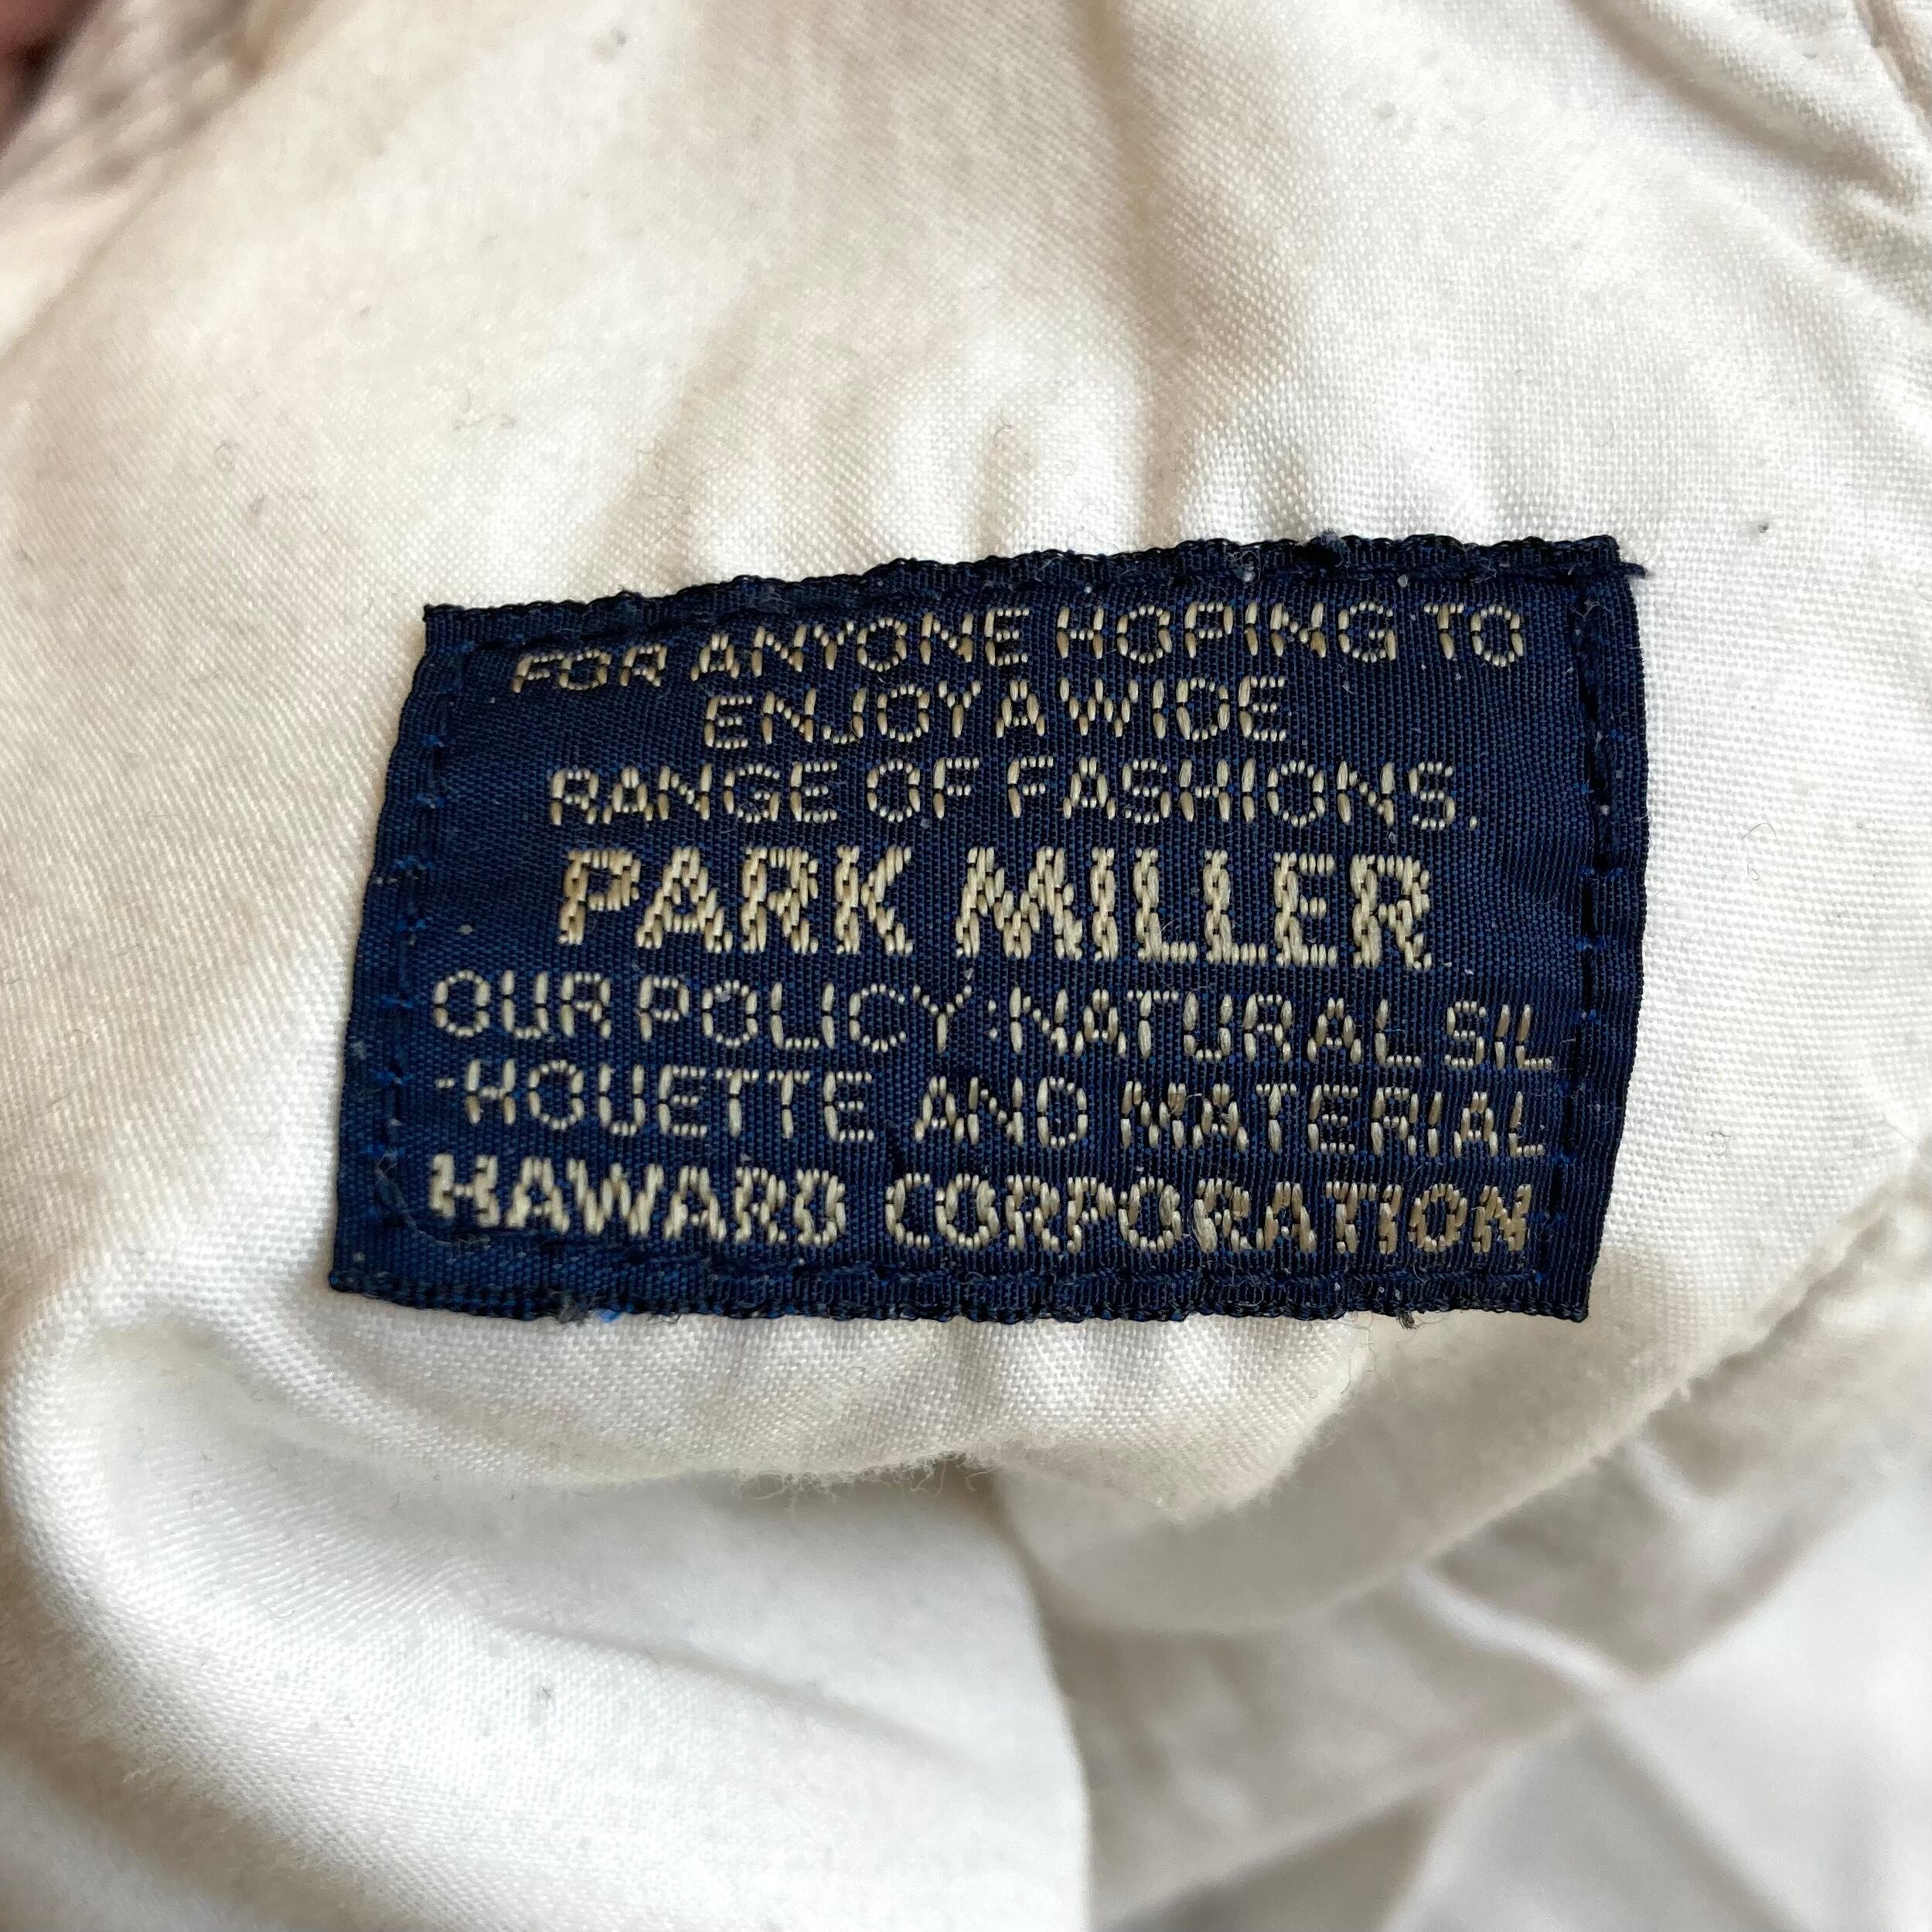 FOR ANYONE HOPING TO
ENJOY A WIDE
RANGE OF FASHIONS.
PARK MILLER
OUR POLICY:NATURAL SIL
-HOUETTE AND MATERIAL
HAWARD CORPORATION